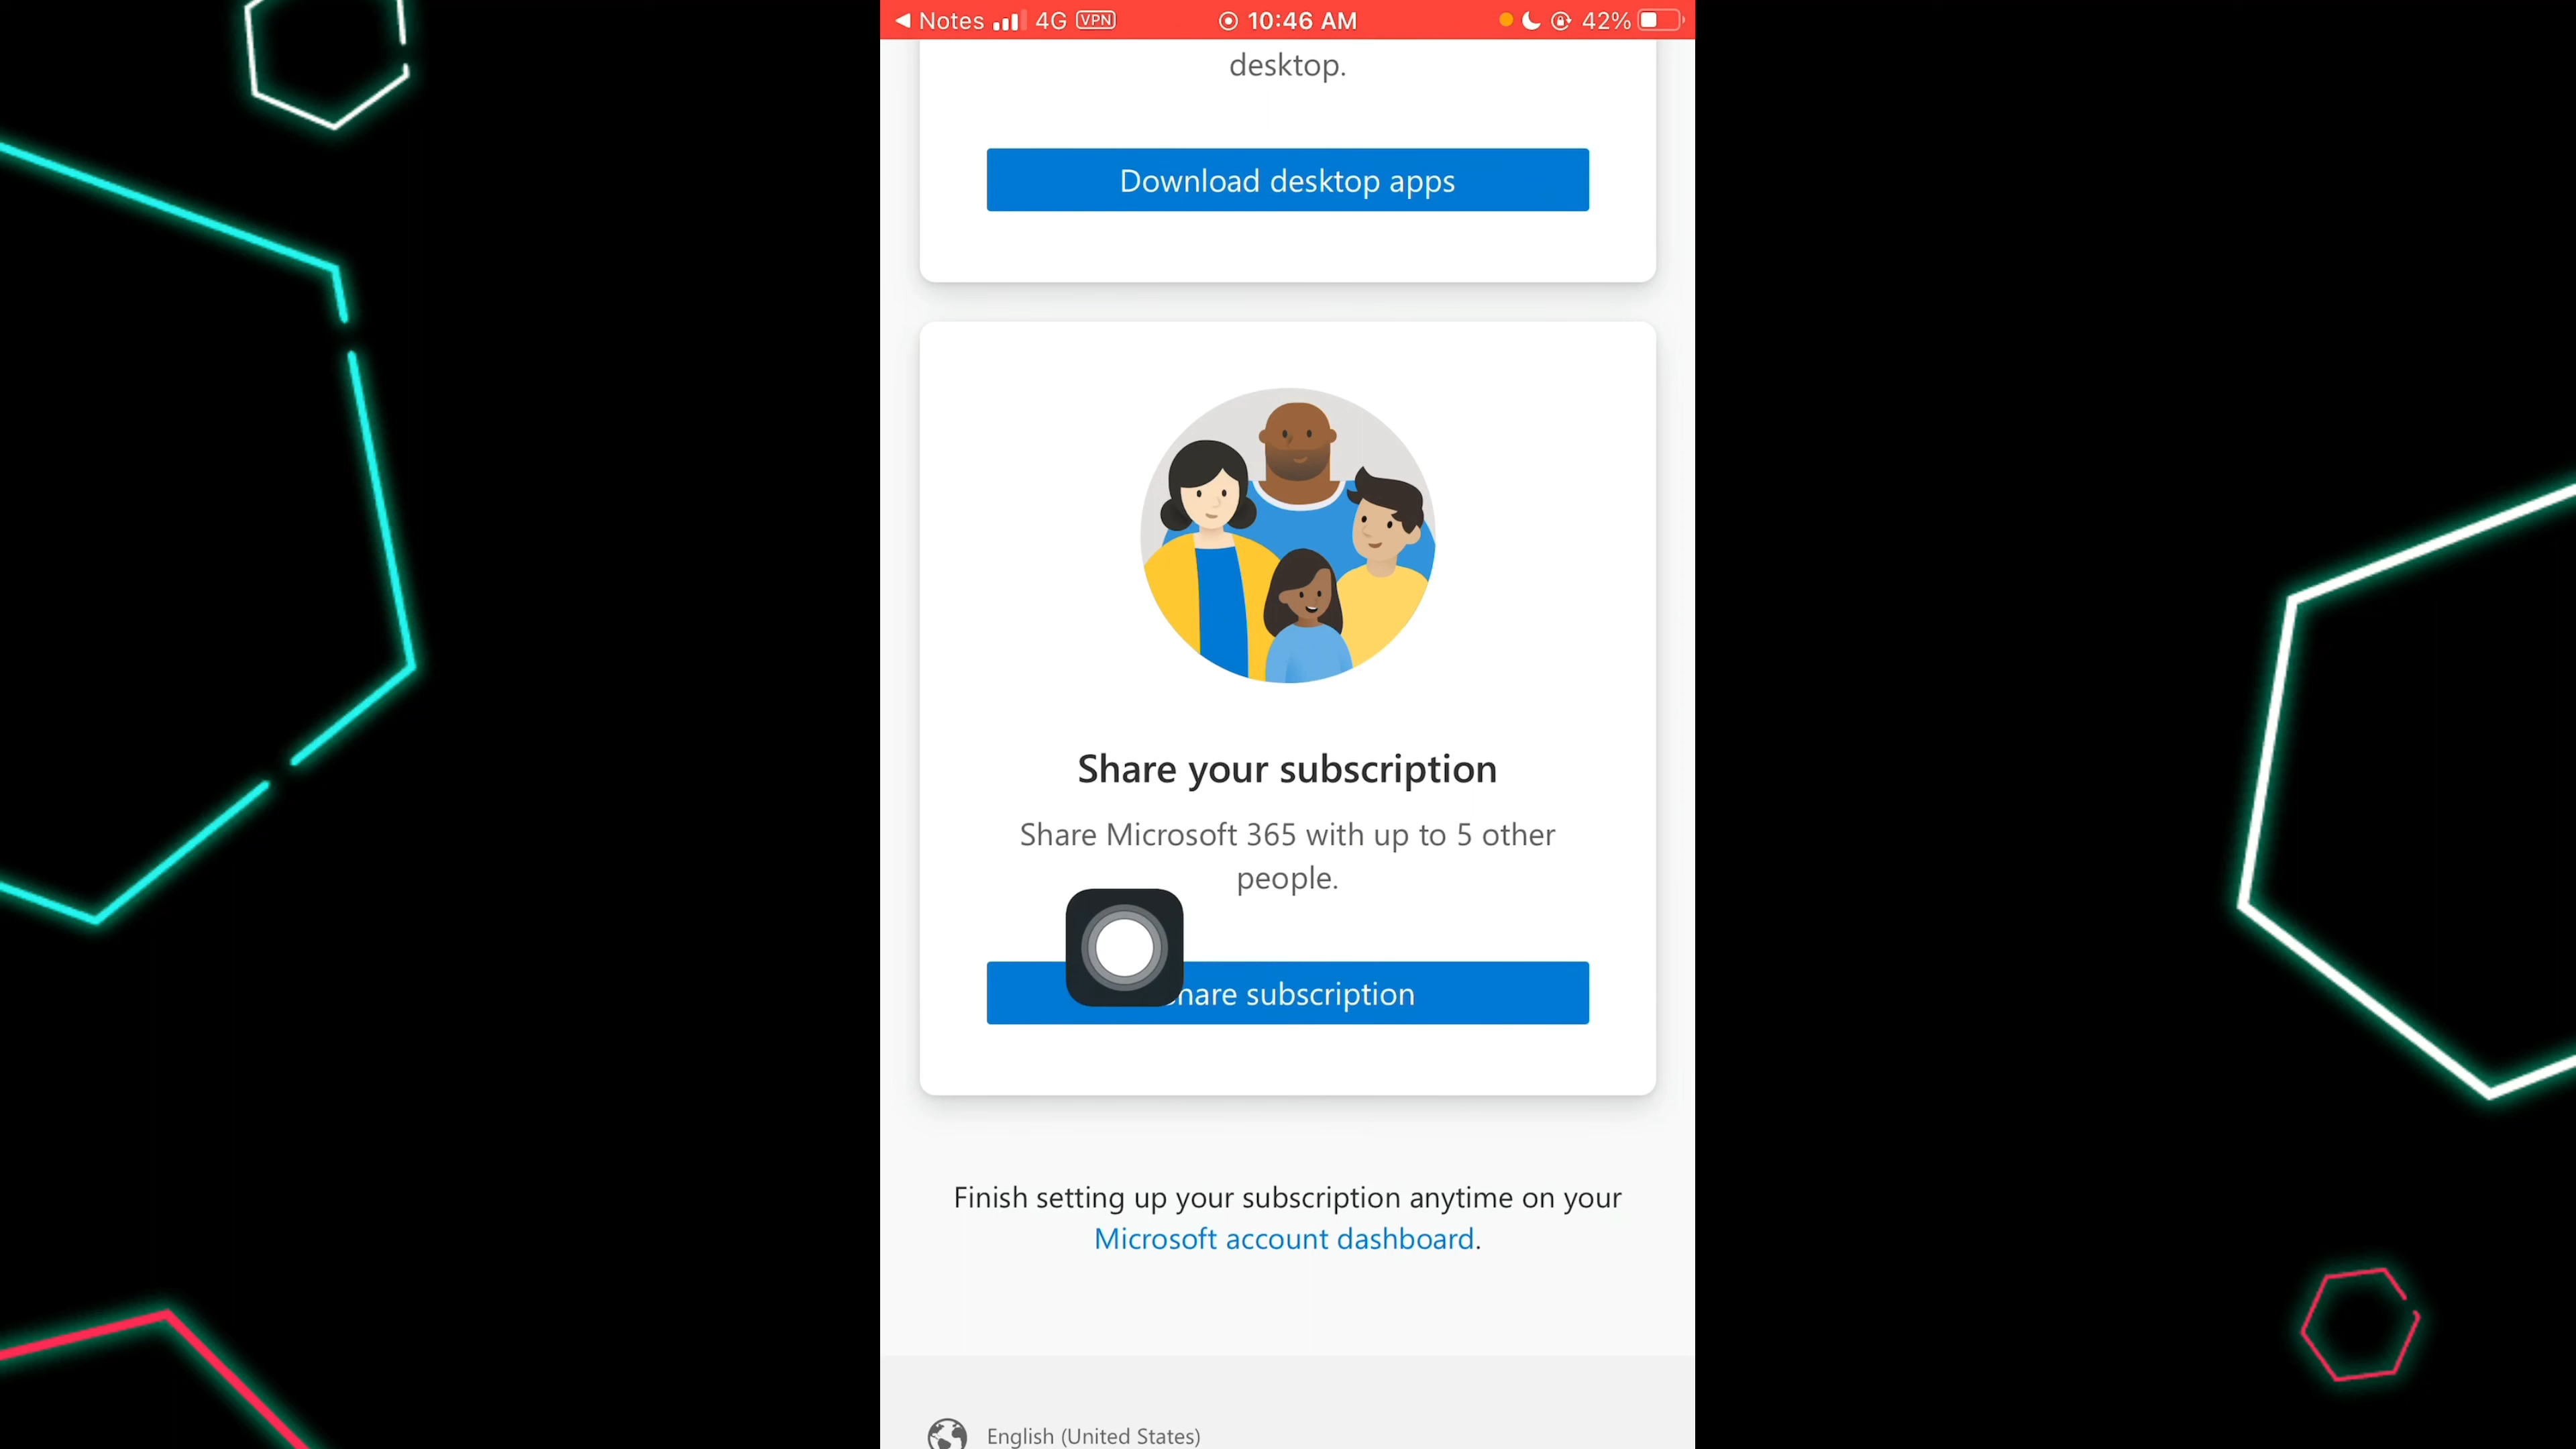 Notes 4G VPN 10:46 AM 42%
desktop.
Download desktop apps
Share your subscription
Share Microsoft 365 with up to 5 other
people.
hare subscription
Finish setting up your subscription anytime on your
Microsoft account dashboard.
English (United States)